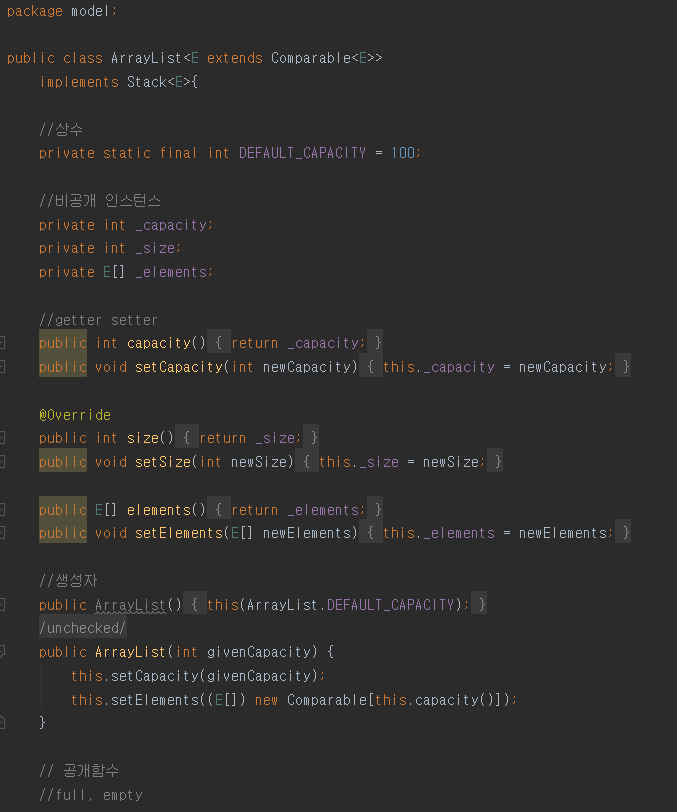 package model;
public class ArrayList<E extends Comparable<E>>
implements Stack<E>{
//상수
private static final int DEFAULT_CAPACITY = 100;
//비공개 인스턴스
private int _capacity;
private int _size;
private E[] _elements;
//getter setter
public int capacity() { return _capacity; }
public void setCapacity(int newCapacity) { this._capacity = newCapacity; }
@Override
public int size() { return _size; }
public void setSize(int newSize) { this._size = newSize; }
public E[] elements() { return _elements; }
public void setElements(E[] newElements) { this._elements = newElements; }
//생성자
public ArrayList() { this(ArrayList.DEFAULT_CAPACITY); }
/unchecked/
public ArrayList(int givenCapacity) {
this.setCapacity(givenCapacity);
this.setElements((E[]) new Comparable[this.capacity()]);
}
// 공개함수
//full, empty